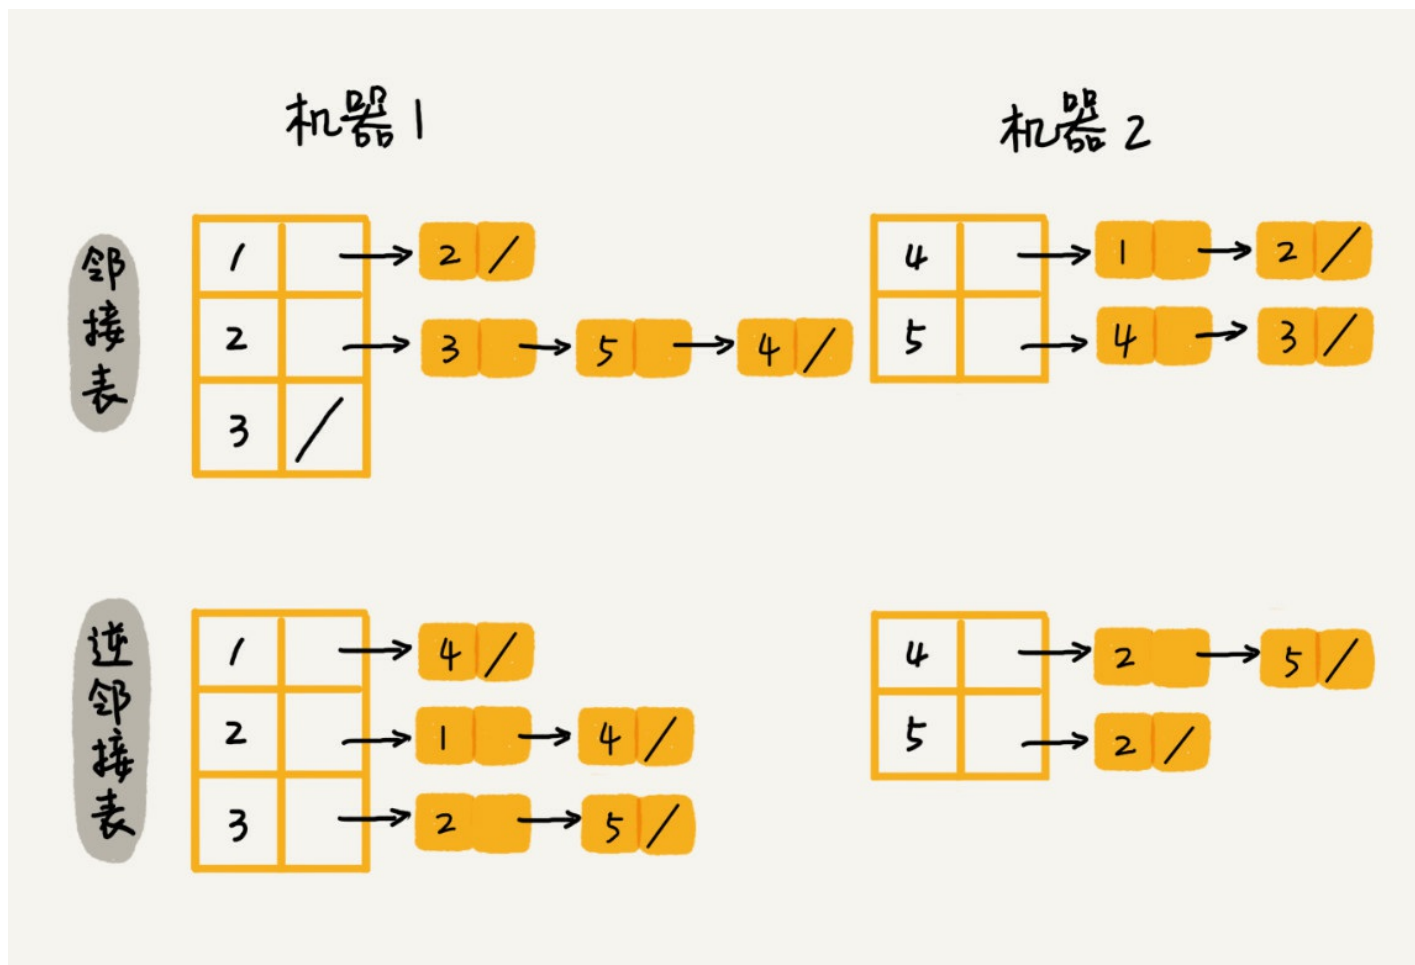 机器1
机器2
邻接表
1 → 2 /
2 → 3 → 5 → 4 /
3 /
4 → 1 → 2 /
5 → 4 → 3 /
逆邻接表
1 → 4 /
2 → 1 → 4 /
3 → 2 → 5 /
4 → 2 → 5 /
5 → 2 /